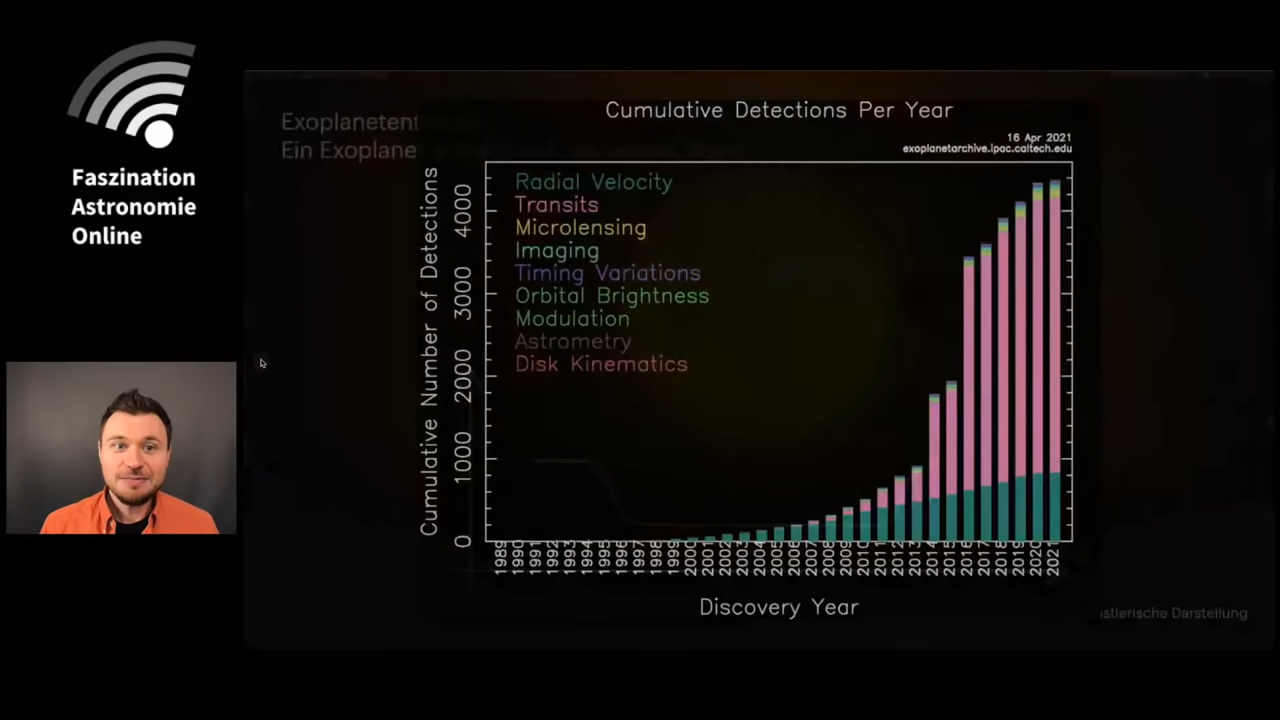 Faszination
Astronomie
Online
Exoplanetent
Ein Exoplane
Cumulative Detections Per Year
16 Apr 2021
exoplanetarchive.ipac.caltech.edu
Radial Velocity
Transits
Microlensing
Imaging
Timing Variations
Orbital Brightness
Modulation
Astrometry
Disk Kinematics
Cumulative Number of Detections
4000
3000
2000
1000
0
1989 1990 1991 1992 1993 1994 1995 1996 1997 1998 1999 2000 2001 2002 2003 2004 2005 2006 2007 2008 2009 2010 2011 2012 2013 2014 2015 2016 2017 2018 2019 2020 2021
Discovery Year
stlerische Darstellung